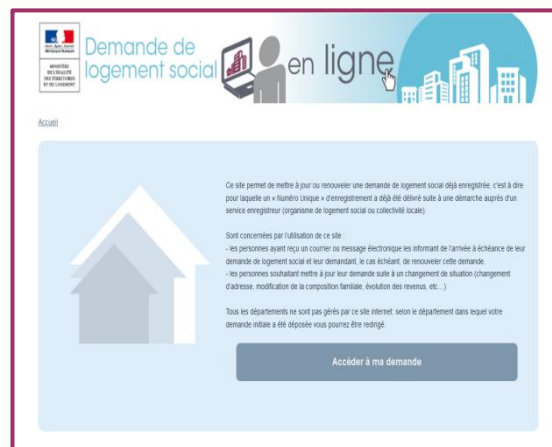 Liberté • Égalité • Fraternité
RÉPUBLIQUE FRANÇAISE
MINISTÈRE
DE L'ÉGALITÉ
DES TERRITOIRES
ET DU LOGEMENT
Demande de
logement social
en ligne
Accueil
Ce site permet de mettre à jour ou renouveler une demande de logement social déjà enregistrée, c'est à dire
pour laquelle un « Numéro Unique » d'enregistrement a déjà été délivré suite à une démarche auprès d'un
service enregistreur (organisme de logement social ou collectivité locale).
Sont concernées par l'utilisation de ce site :
- les personnes ayant reçu un courrier ou message électronique les informant de l'arrivée à échéance de leur
demande de logement social et leur demandant, le cas échéant, de renouveler cette demande.
- les personnes souhaitant mettre à jour leur demande suite à un changement de situation (changement
d'adresse, modification de la composition familiale, évolution des revenus, etc...)
Tous les départements ne sont pas gérés par ce site internet: selon le département dans lequel votre
demande initiale a été déposée vous pourrez être redirigé.
Accéder à ma demande